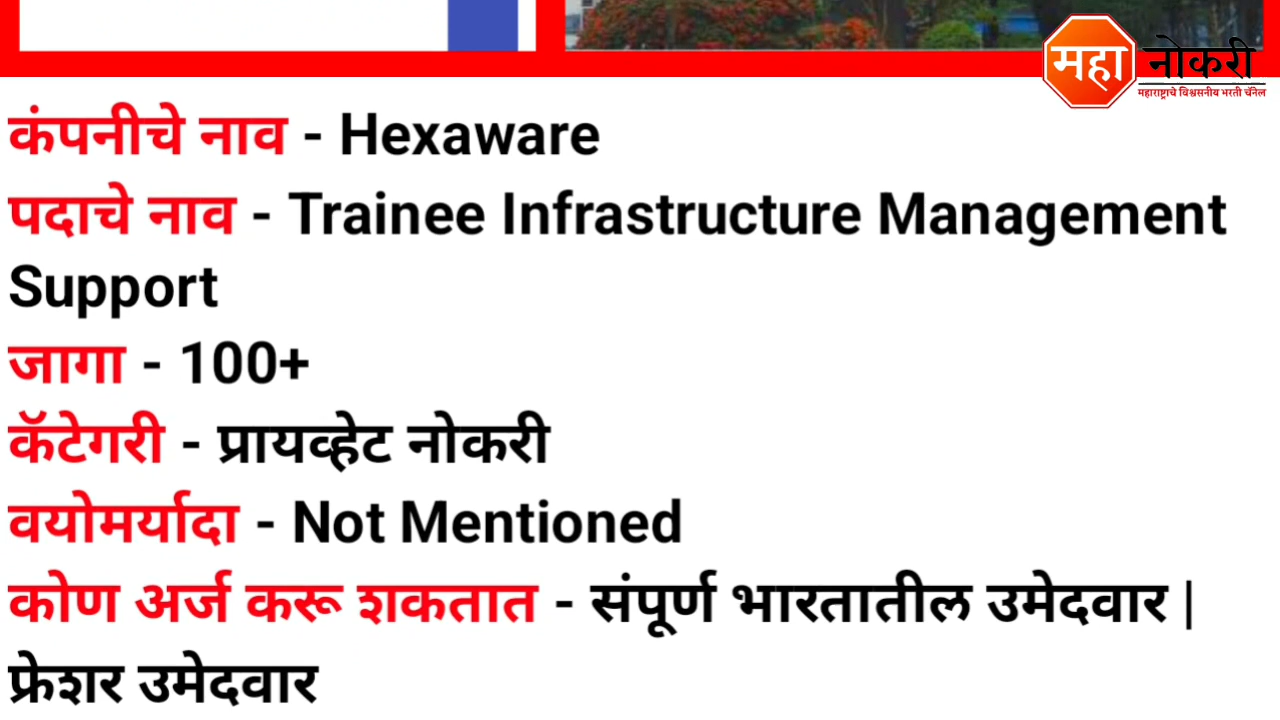 महा नोकरी
महाराष्ट्राचे विश्वसनीय भरती चॅनेल
कंपनीचे नाव - Hexaware
पदाचे नाव - Trainee Infrastructure Management
Support
जागा - 100+
कॅटेगरी - प्रायव्हेट नोकरी
वयोमर्यादा - Not Mentioned
कोण अर्ज करू शकतात - संपूर्ण भारतातील उमेदवार |
फ्रेशर उमेदवार